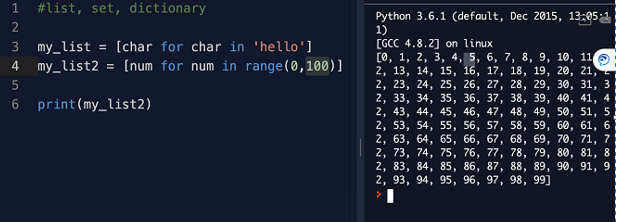 1 #list, set, dictionary
2
3 my_list = [char for char in 'hello']
4 my_list2 = [num for num in range(0,100)]
5
6 print(my_list2)
Python 3.6.1 (default, Dec 2015, 13:05:1
1)
[GCC 4.8.2] on linux
[0, 1, 2, 3, 4, 5, 6, 7, 8, 9, 10, 11
2, 13, 14, 15, 16, 17, 18, 19, 20, 21, 2
2, 23, 24, 25, 26, 27, 28, 29, 30, 31, 3
2, 33, 34, 35, 36, 37, 38, 39, 40, 41, 4
2, 43, 44, 45, 46, 47, 48, 49, 50, 51, 5
2, 53, 54, 55, 56, 57, 58, 59, 60, 61, 6
2, 63, 64, 65, 66, 67, 68, 69, 70, 71, 7
2, 73, 74, 75, 76, 77, 78, 79, 80, 81, 8
2, 83, 84, 85, 86, 87, 88, 89, 90, 91, 9
2, 93, 94, 95, 96, 97, 98, 99]